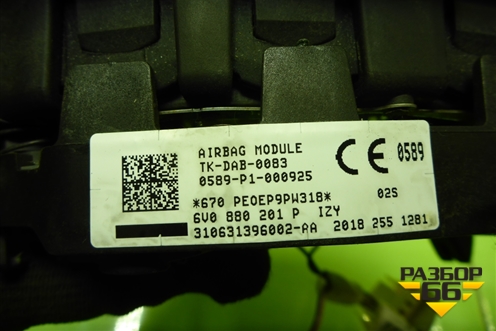 AIRBAG MODULE
TK-DAB-0083
0589-P1-000925
CE 0589
*670 PEOEP9PW318*
02S
6V0 880 201 P IZY
310631396002-AA 2018 255 1281
РАЗБОР
66